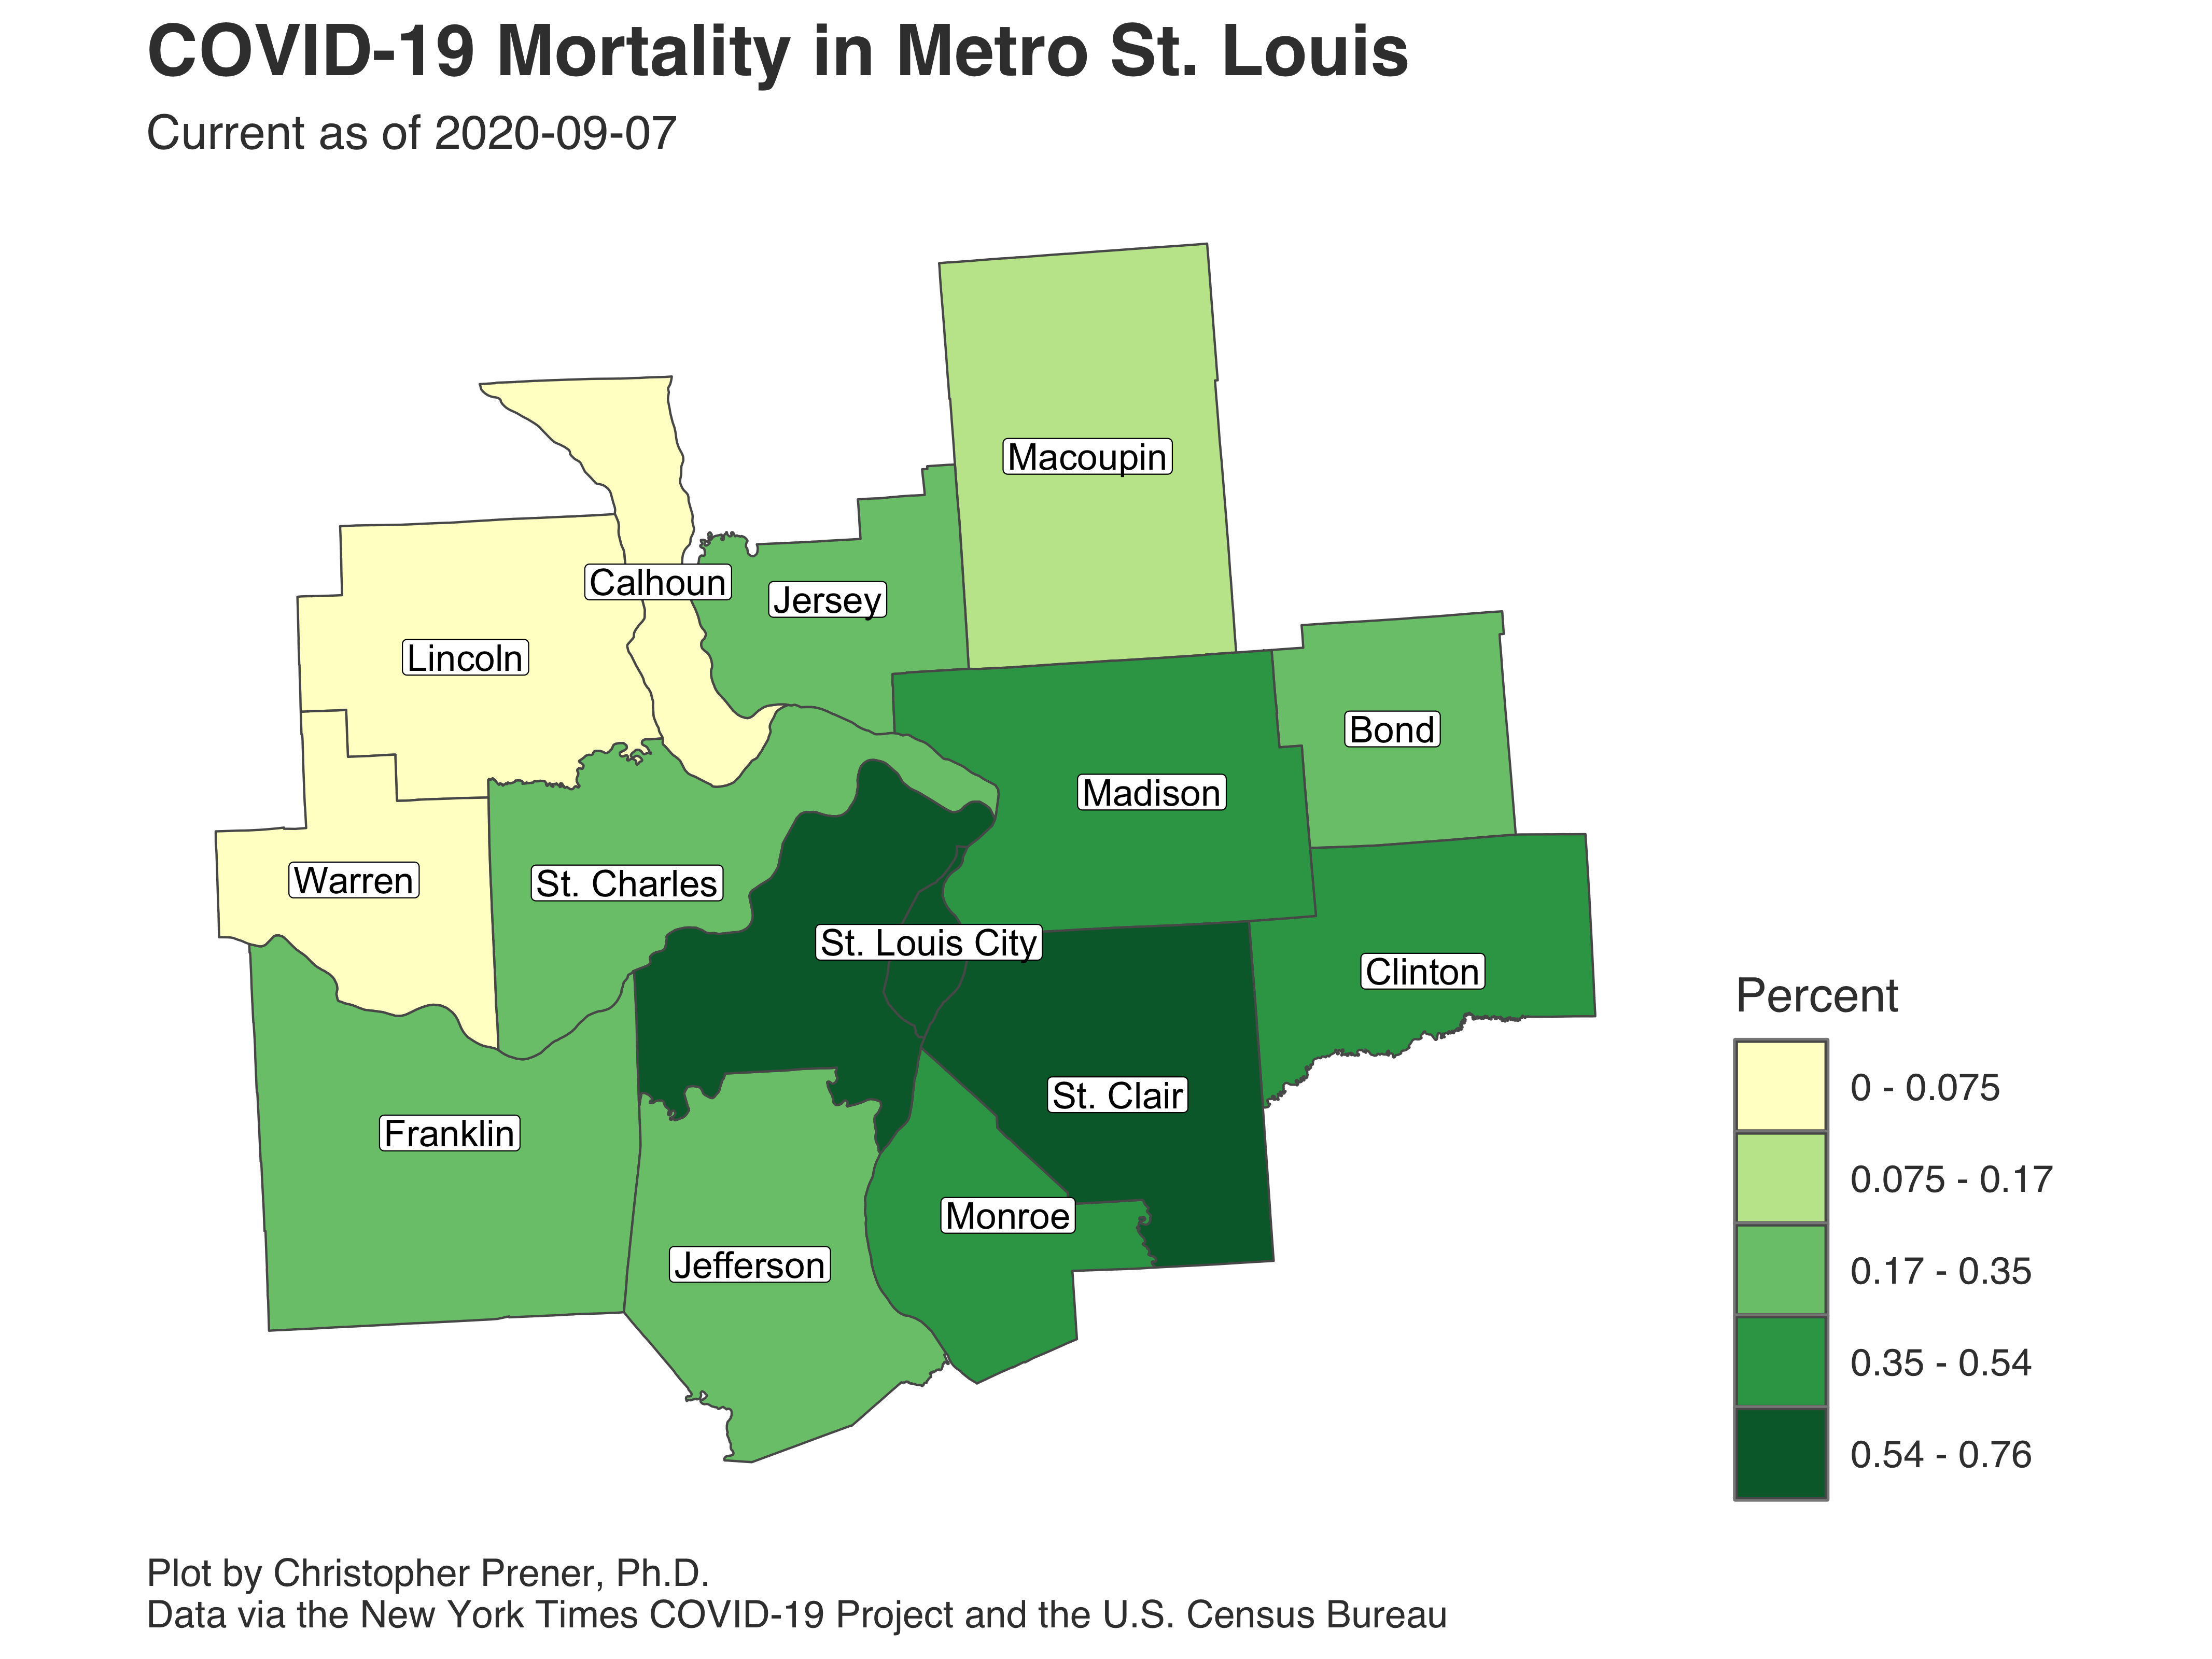 COVID-19 Mortality in Metro St. Louis
Current as of 2020-09-07
Macoupin
Calhoun
Jersey
Lincoln
Bond
Madison
Warren
St. Charles
St. Louis City
Clinton
St. Clair
Franklin
Monroe
Jefferson
Percent
0 - 0.075
0.075 - 0.17
0.17 - 0.35
0.35 - 0.54
0.54 - 0.76
Plot by Christopher Prener, Ph.D.
Data via the New York Times COVID-19 Project and the U.S. Census Bureau